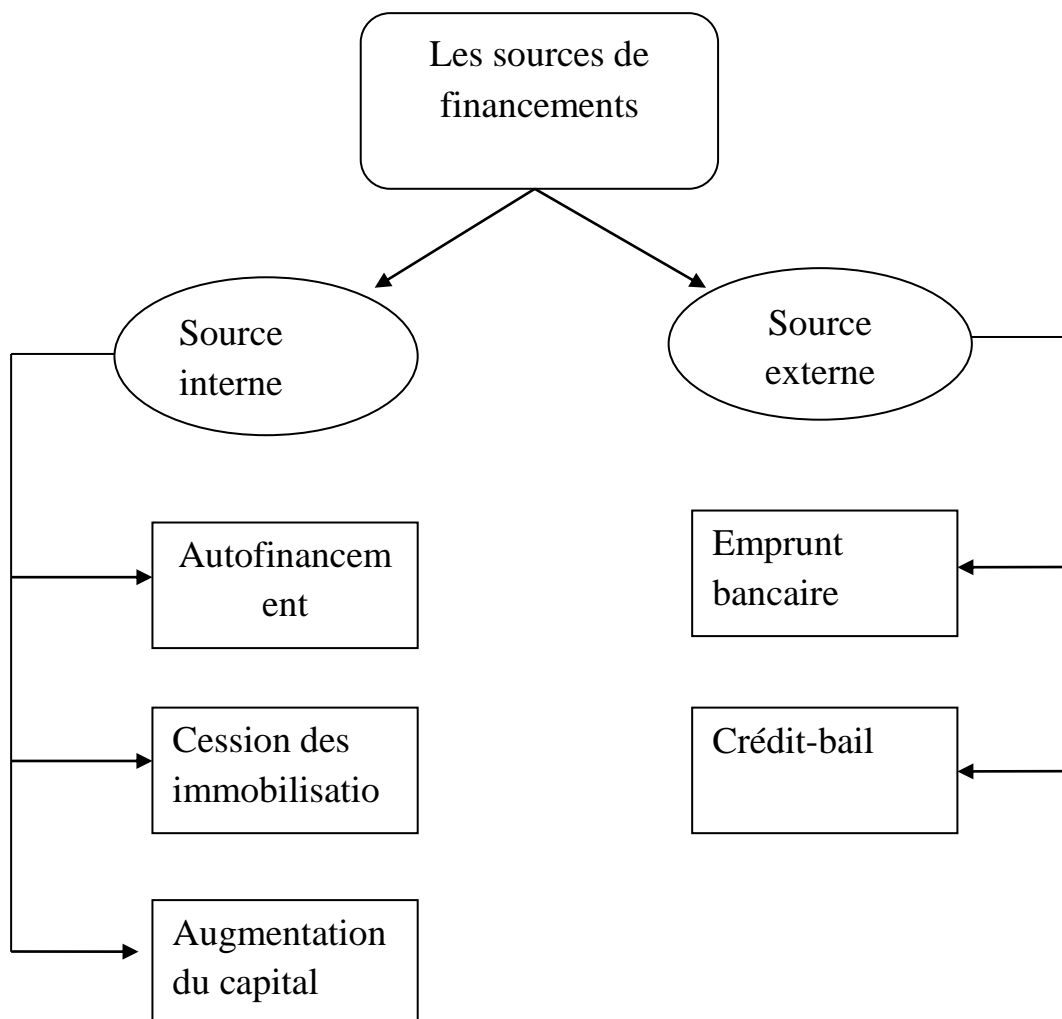 Les sources de
financements
Source
interne
Source
externe
Autofinancem
ent
Cession des
immobilisatio
Augmentation
du capital
Emprunt
bancaire
Crédit-bail